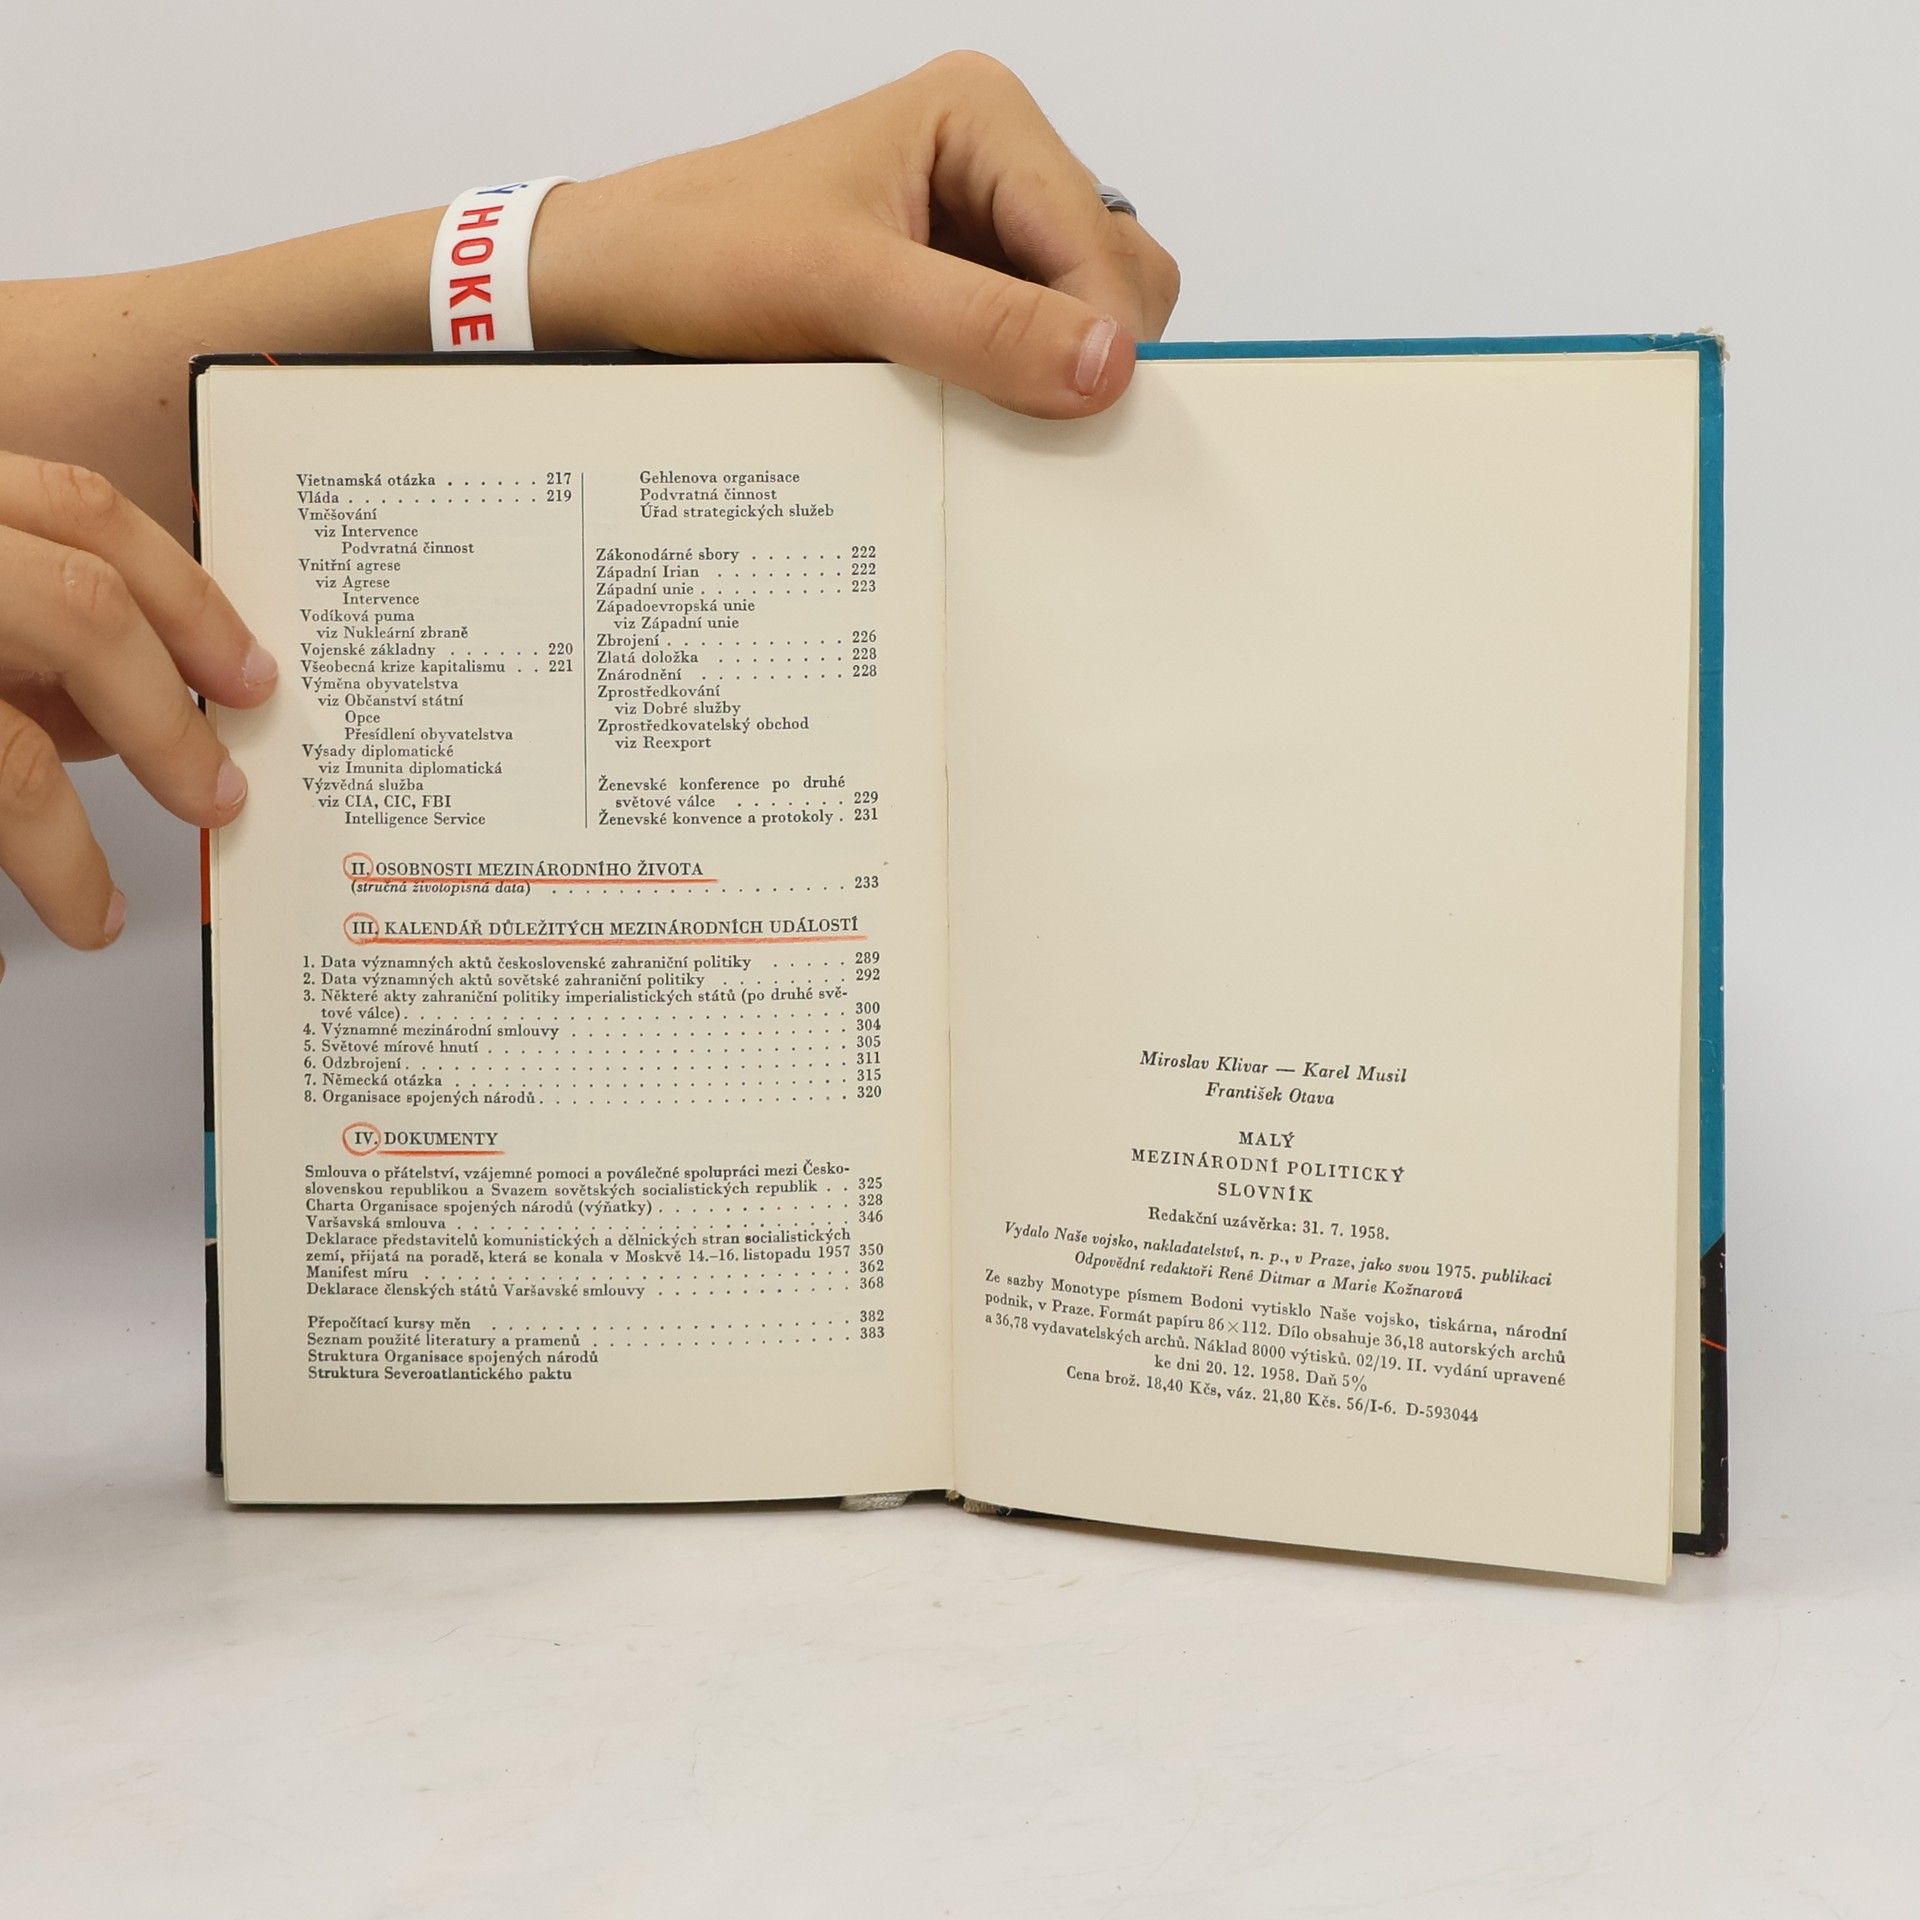 Ý HOKE
Vietnamská otázka . . . . . . 217
Vláda . . . . . . . . . . . . 219
Vměšování
viz Intervence
Podvratná činnost
Vnitřní agrese
viz Agrese
Intervence
Vodíková puma
viz Nukleární zbraně
Vojenské základny . . . . . . 220
Všeobecná krize kapitalismu . . 221
Výměna obyvatelstva
viz Občanství státní
Opce
Přesídlení obyvatelstva
Výsady diplomatické
viz Imunita diplomatická
Výzvědná služba
viz CIA, CIC, FBI
Intelligence Service
Gehlenova organisace
Podvratná činnost
Úřad strategických služeb
Zákonodárné sbory . . . . . . 222
Západní Irian . . . . . . . . 222
Západní unie . . . . . . . . . 223
Západoevropská unie
viz Západní unie
Zbrojení . . . . . . . . . . . 226
Zlatá doložka . . . . . . . . 228
Znárodnění . . . . . . . . . 228
Zprostředkování
viz Dobré služby
Zprostředkovatelský obchod
viz Reexport
Ženevské konference po druhé
světové válce . . . . . . . 229
Ženevské konvence a protokoly . 231
II. OSOBNOSTI MEZINÁRODNÍHO ŽIVOTA
(stručná životopisná data) . . . . . . . . . . . . . . . . . 233
III. KALENDÁŘ DŮLEŽITÝCH MEZINÁRODNÍCH UDÁLOSTÍ
1. Data významných aktů československé zahraniční politiky . . . . . 289
2. Data významných aktů sovětské zahraniční politiky . . . . . . . . 292
3. Některé akty zahraniční politiky imperialistických států (po druhé svě-
tové válce) . . . . . . . . . . . . . . . . . . . . . . . . . 300
4. Významné mezinárodní smlouvy . . . . . . . . . . . . . . . . . 304
5. Světové mírové hnutí . . . . . . . . . . . . . . . . . . . . . 305
6. Odzbrojení . . . . . . . . . . . . . . . . . . . . . . . . . 311
7. Německá otázka . . . . . . . . . . . . . . . . . . . . . . . 315
8. Organisace spojených národů . . . . . . . . . . . . . . . . . . 320
IV. DOKUMENTY
Smlouva o přátelství, vzájemné pomoci a poválečné spolupráci mezi Česko-
slovenskou republikou a Svazem sovětských socialistických republik . . 325
Charta Organisace spojených národů (výňatky) . . . . . . . . . . . . 328
Varšavská smlouva . . . . . . . . . . . . . . . . . . . . . . . 346
Deklarace představitelů komunistických a dělnických stran socialistických
zemí, přijatá na poradě, která se konala v Moskvě 14.–16. listopadu 1957 350
Manifest míru . . . . . . . . . . . . . . . . . . . . . . . . . 362
Deklarace členských států Varšavské smlouvy . . . . . . . . . . . . 368
Přepočítací kursy měn . . . . . . . . . . . . . . . . . . . . . 382
Seznam použité literatury a pramenů . . . . . . . . . . . . . . . . 383
Struktura Organisace spojených národů
Struktura Severoatlantického paktu
Miroslav Klivar — Karel Musil
František Otava
MALÝ
MEZINÁRODNÍ POLITICKÝ
SLOVNÍK
Redakční uzávěrka: 31. 7. 1958.
Vydalo Naše vojsko, nakladatelství, n. p., v Praze, jako svou 1975. publikaci
Odpovědní redaktoři René Ditmar a Marie Kožnarová
Ze sazby Monotype písmem Bodoni vytisklo Naše vojsko, tiskárna, národní
podnik, v Praze. Formát papíru 86×112. Dílo obsahuje 36,18 autorských archů
a 36,78 vydavatelských archů. Náklad 8000 výtisků. 02/19. II. vydání upravené
ke dni 20. 12. 1958. Daň 5%
Cena brož. 18,40 Kčs, váz. 21,80 Kčs. 56/I-6. D-593044